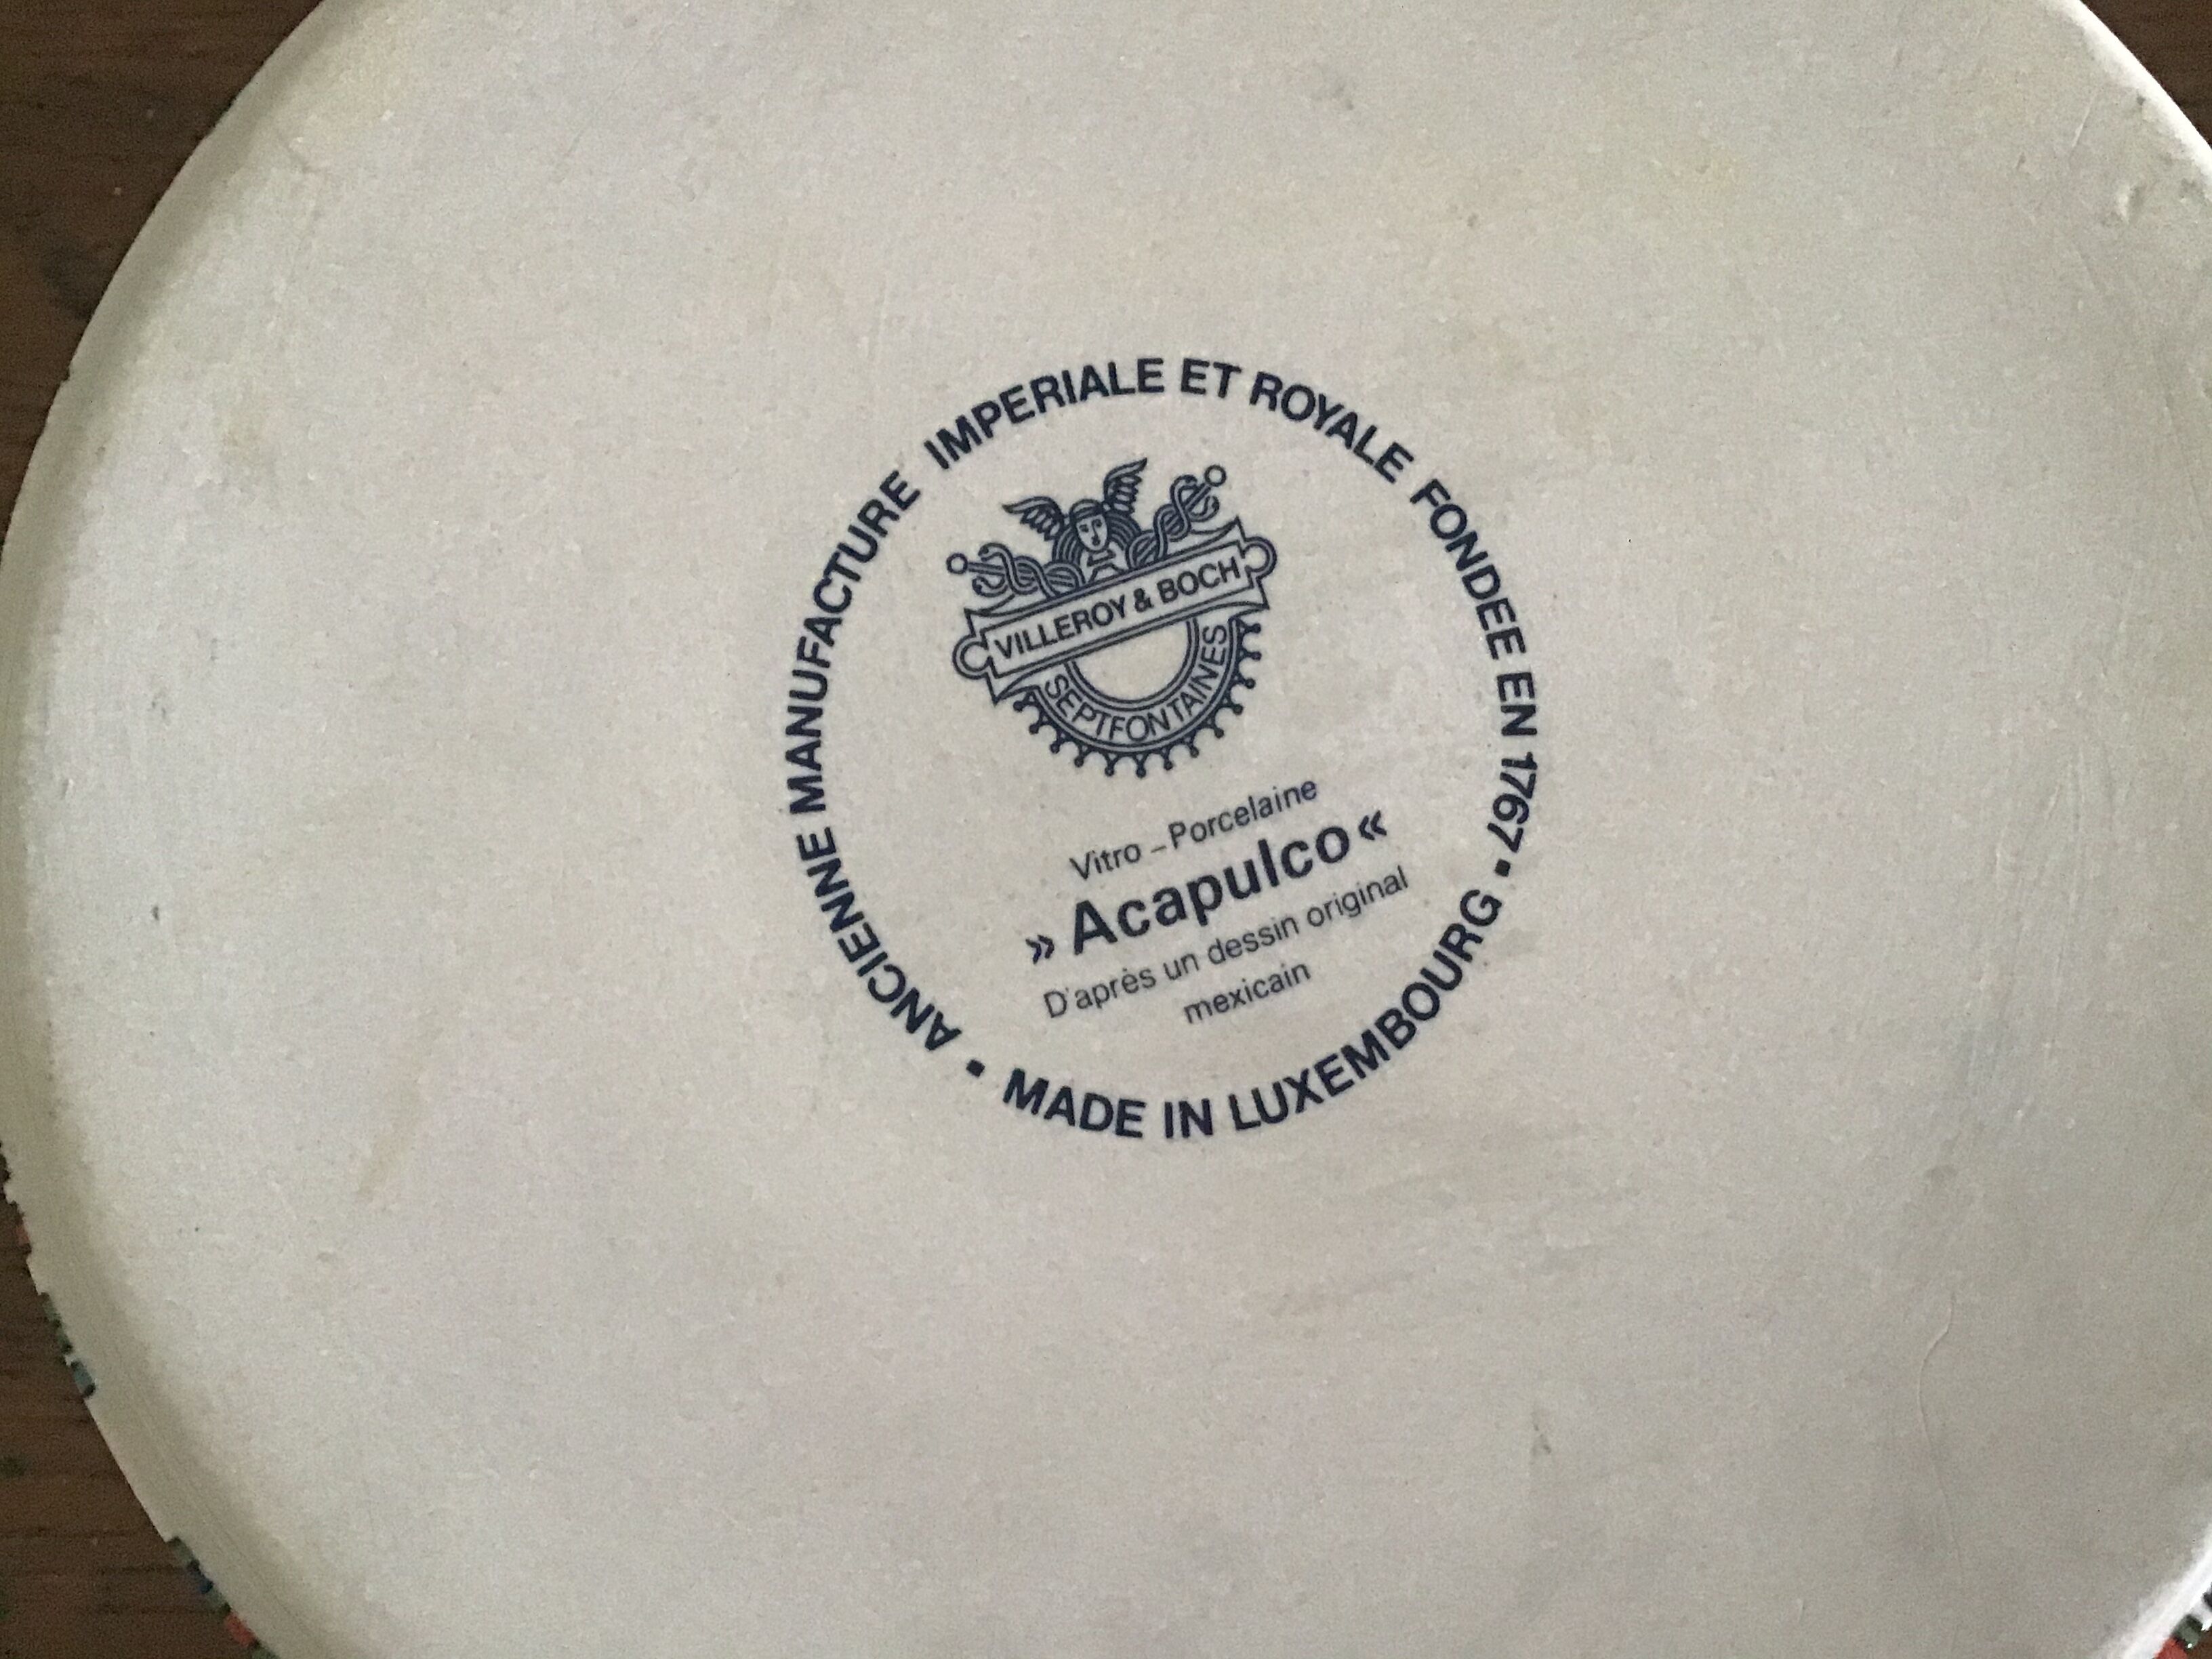 ANCIENNE MANUFACTURE IMPERIALE ET ROYALE FONDEE EN 1767 •
VILLEROY & BOCH
SEPTFONTAINES
Vitro - Porcelaine
» Acapulco «
D'après un dessin original
mexicain
MADE IN LUXEMBOURG •